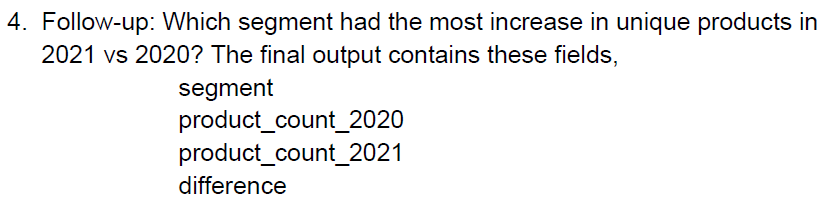 4. Follow-up: Which segment had the most increase in unique products in
2021 vs 2020? The final output contains these fields,
segment
product_count_2020
product_count_2021
difference